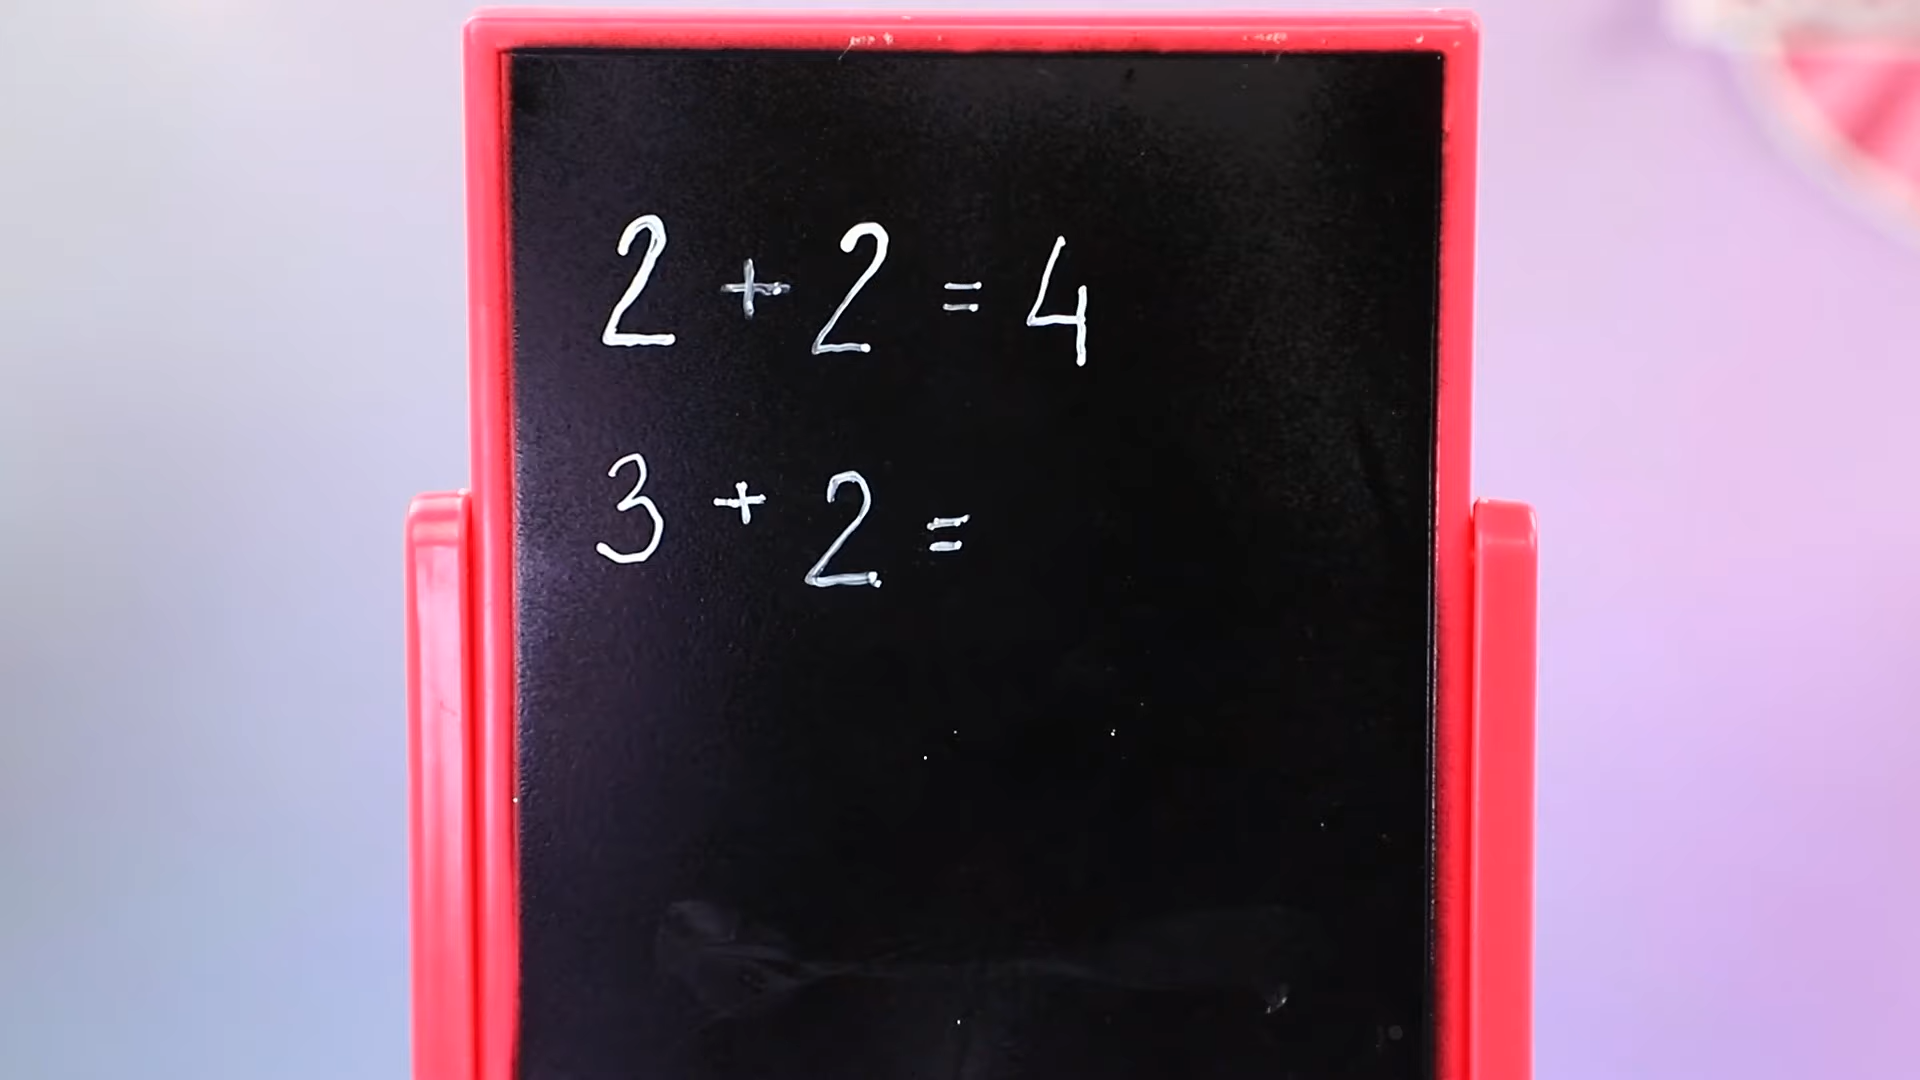 2 + 2 = 4
3 + 2 =